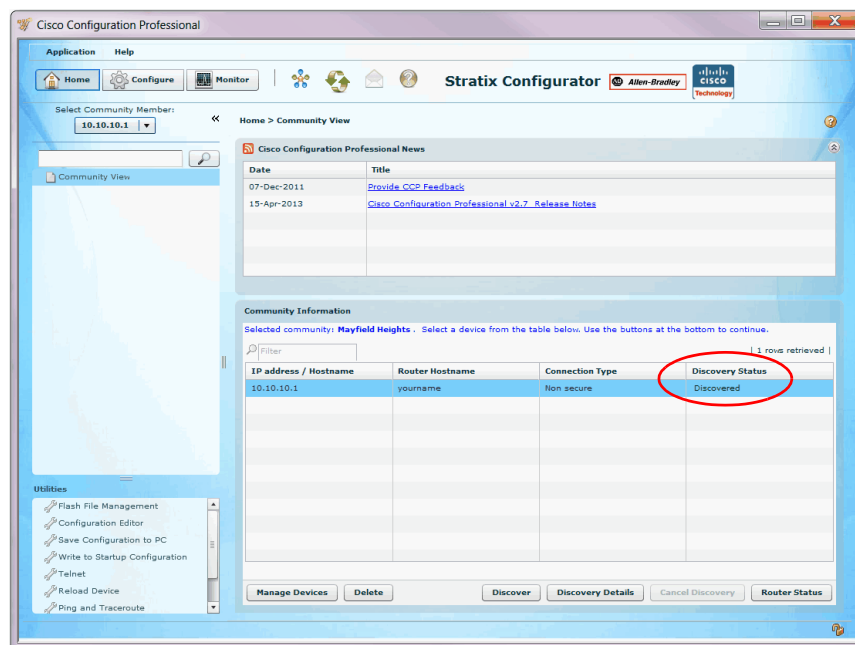 Cisco Configuration Professional
Application Help
Home Configure Monitor Stratix Configurator AB Allen-Bradley CISCO Technology
Select Community Member:
10.10.10.1
Home > Community View
Cisco Configuration Professional News
Community View
Date Title
07-Dec-2011 Provide CCP Feedback
15-Apr-2013 Cisco Configuration Professional v2.7 Release Notes
Community Information
Selected community: Mayfield Heights . Select a device from the table below. Use the buttons at the bottom to continue.
Filter | 1 rows retrieved |
IP address / Hostname Router Hostname Connection Type Discovery Status
10.10.10.1 yourname Non secure Discovered
Utilities
Flash File Management
Configuration Editor
Save Configuration to PC
Write to Startup Configuration
Telnet
Reload Device
Ping and Traceroute
Manage Devices Delete Discover Discovery Details Cancel Discovery Router Status